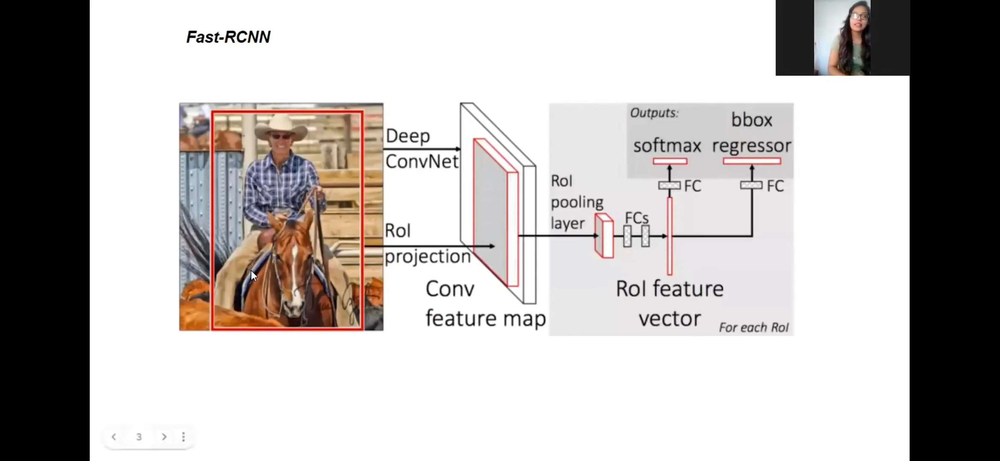 Fast-RCNN
Deep
ConvNet
RoI
projection
Conv
feature map
RoI
pooling
layer
FCs
RoI feature
vector
For each RoI
Outputs:
softmax
bbox
regressor
FC
FC
3